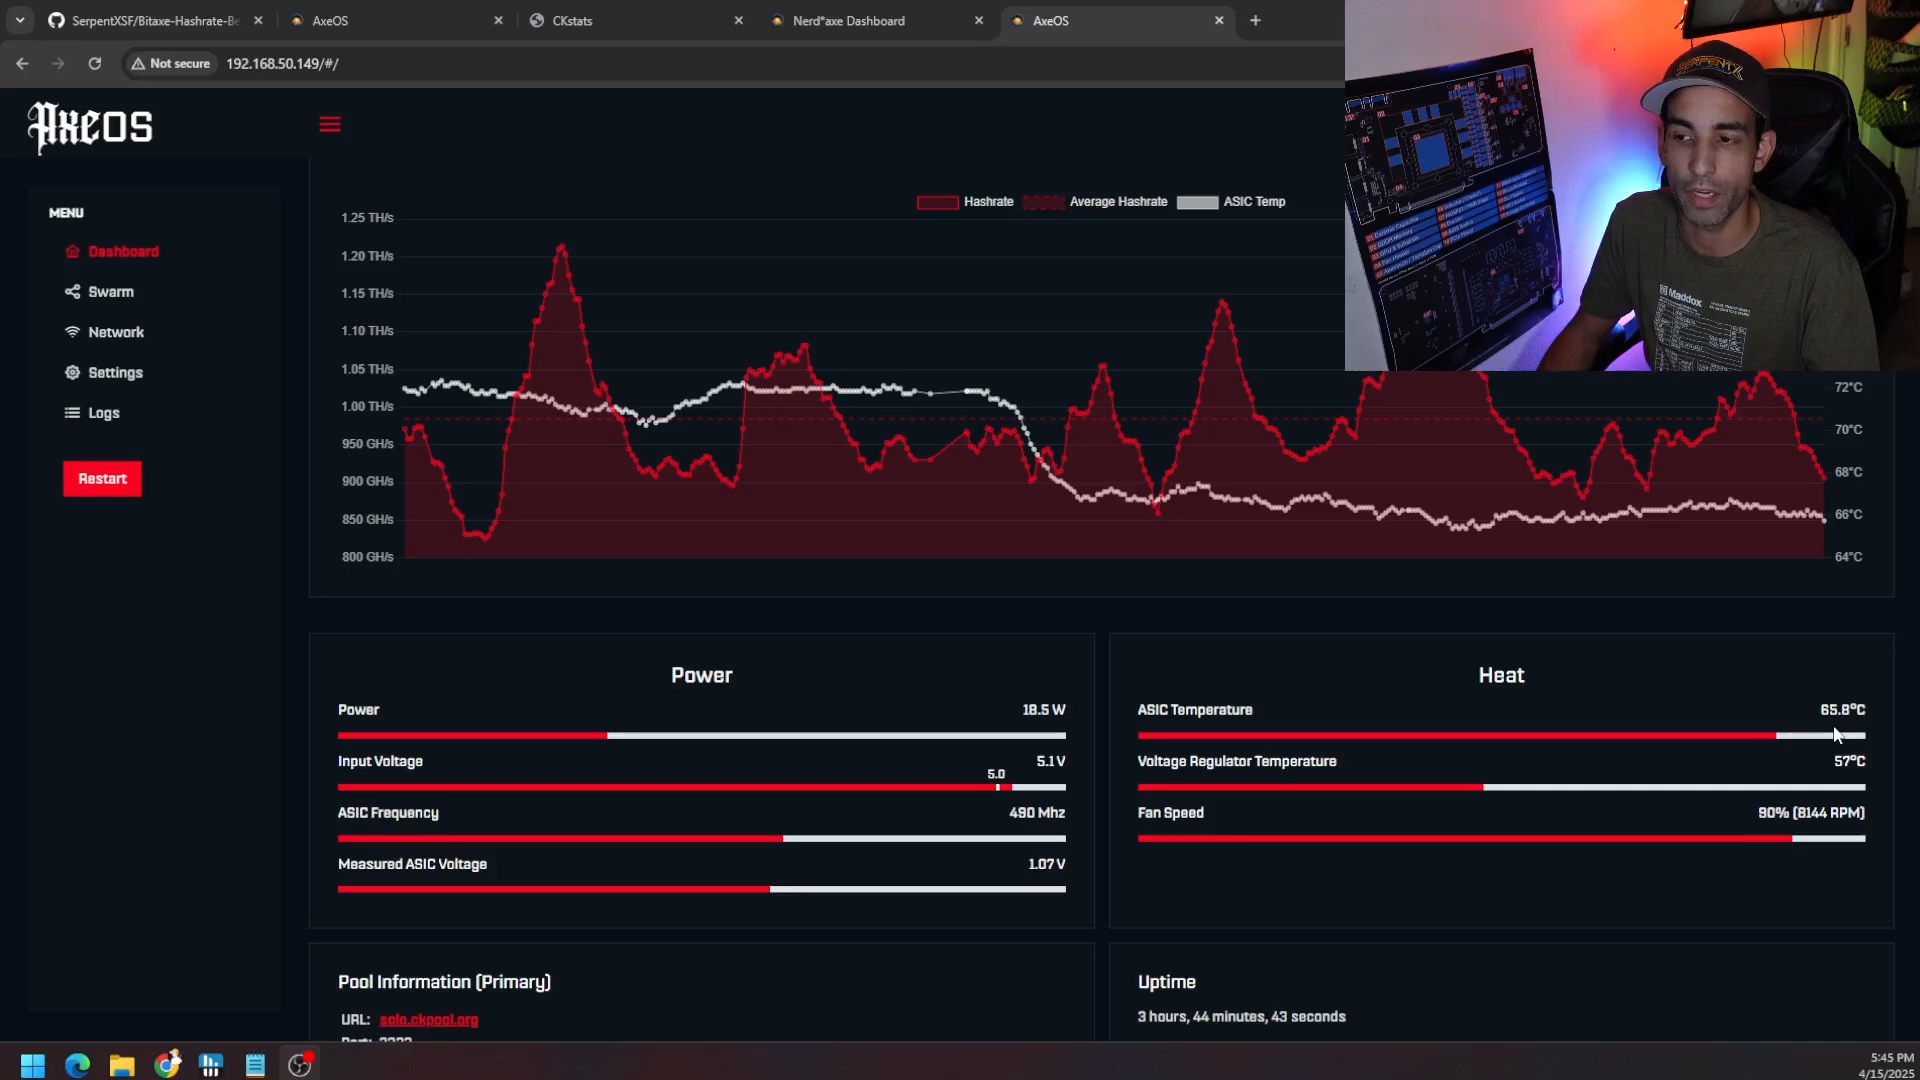 SerpentXSF/Bitaxe-Hashrate-Be
AxeOS
CKstats
Nerd*axe Dashboard
AxeOS
Not secure
192.168.50.149/#/
AxeOS
MENU
Dashboard
Swarm
Network
Settings
Logs
Restart
Hashrate
Average Hashrate
ASIC Temp
1.25 TH/s
1.20 TH/s
1.15 TH/s
1.10 TH/s
1.05 TH/s
1.00 TH/s
950 GH/s
900 GH/s
850 GH/s
800 GH/s
72°C
70°C
68°C
66°C
64°C
Power
Power 18.5 W
Input Voltage 5.1 V
5.0
ASIC Frequency 490 Mhz
Measured ASIC Voltage 1.07 V
Heat
ASIC Temperature 65.8°C
Voltage Regulator Temperature 57°C
Fan Speed 90% (8144 RPM)
Pool Information (Primary)
URL: solo.ckpool.org
Uptime
3 hours, 44 minutes, 43 seconds
Maddox
5:45 PM
4/15/2025